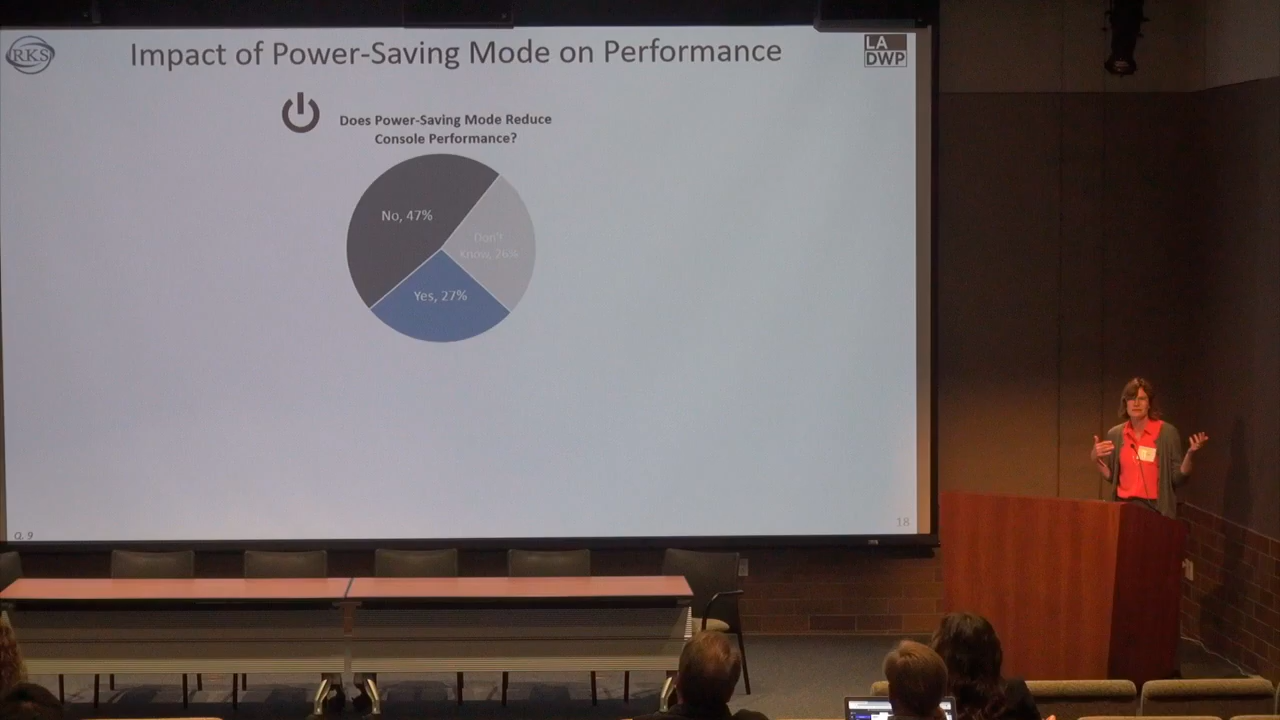 RKS
Impact of Power-Saving Mode on Performance
LA
DWP
Does Power-Saving Mode Reduce
Console Performance?
No, 47%
Don't
Know, 26%
Yes, 27%
Q. 9
18